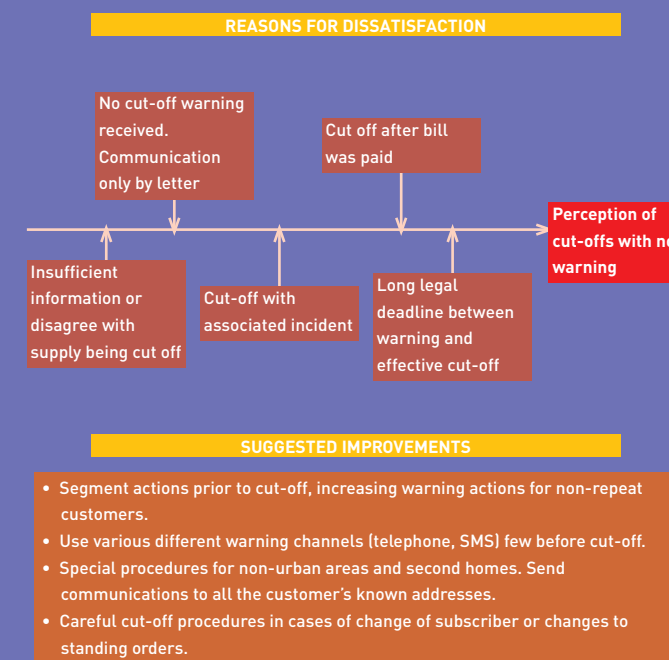 REASONS FOR DISSATISFACTION
No cut-off warning
received.
Communication
only by letter
Cut off after bill
was paid
Perception of
cut-offs with no
warning
Insufficient
information or
disagree with
supply being cut off
Cut-off with
associated incident
Long legal
deadline between
warning and
effective cut-off
SUGGESTED IMPROVEMENTS
• Segment actions prior to cut-off, increasing warning actions for non-repeat
customers.
• Use various different warning channels (telephone, SMS) few before cut-off.
• Special procedures for non-urban areas and second homes. Send
communications to all the customer's known addresses.
• Careful cut-off procedures in cases of change of subscriber or changes to
standing orders.